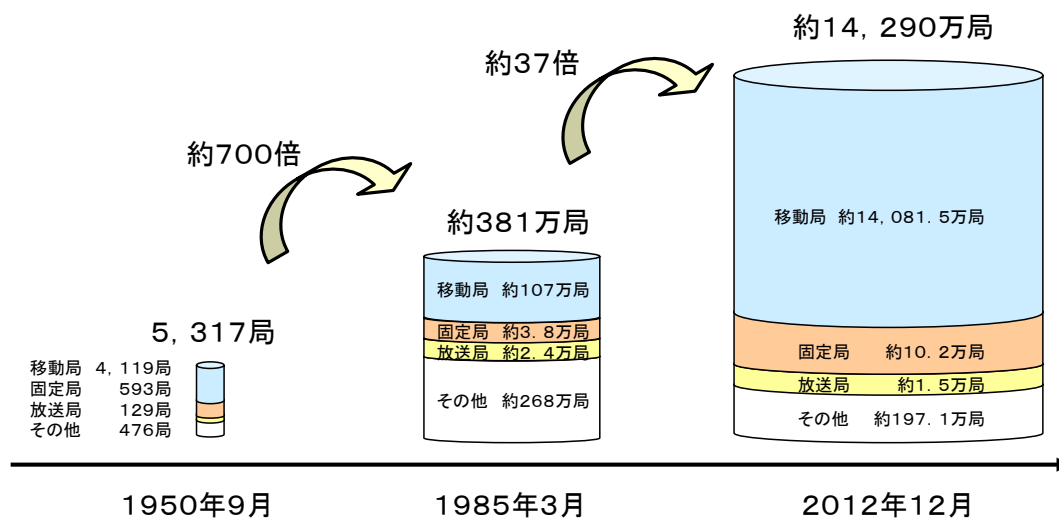 約14，290万局
約37倍
約700倍
約381万局
移動局　約14，081．5万局
移動局　約107万局
固定局　約3．8万局
放送局　約2．4万局
その他　約268万局
5，317局
移動局　4，119局
固定局　593局
放送局　129局
その他　476局
固定局　約10．2万局
放送局　約1．5万局
その他　約197．1万局
1950年9月
1985年3月
2012年12月